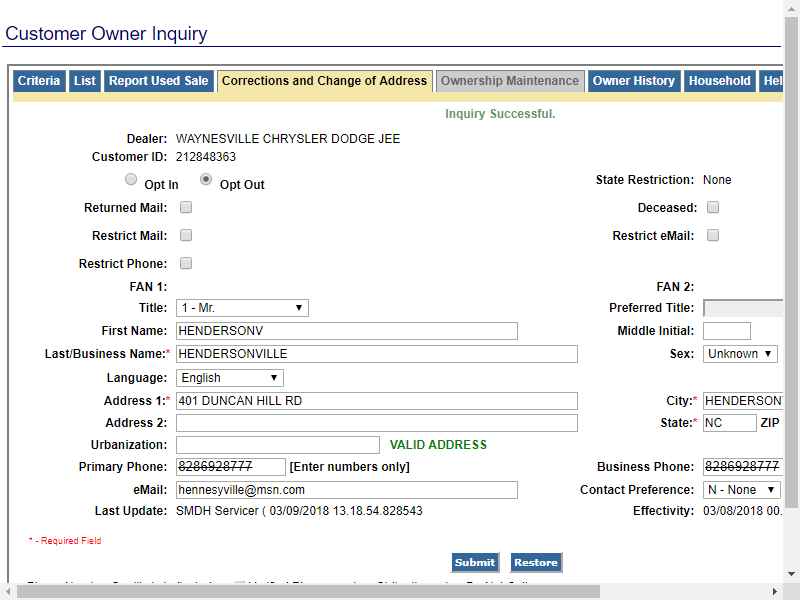 Customer Owner Inquiry
Criteria List Report Used Sale Corrections and Change of Address Ownership Maintenance Owner History Household Hel
Inquiry Successful.
Dealer: WAYNESVILLE CHRYSLER DODGE JEE
Customer ID: 212848363
Opt In Opt Out State Restriction: None
Returned Mail: Deceased:
Restrict Mail: Restrict eMail:
Restrict Phone:
FAN 1: FAN 2:
Title: 1 - Mr. Preferred Title:
First Name: HENDERSONV Middle Initial:
Last/Business Name:* HENDERSONVILLE Sex: Unknown
Language: English
Address 1:* 401 DUNCAN HILL RD City:* HENDERSON
Address 2: State:* NC ZIP
Urbanization: VALID ADDRESS
Primary Phone: 8286928777 [Enter numbers only] Business Phone: 8286928777
eMail: hennesyville@msn.com Contact Preference: N - None
Last Update: SMDH Servicer ( 03/09/2018 13.18.54.828543 Effectivity: 03/08/2018 00.
* - Required Field
Submit Restore